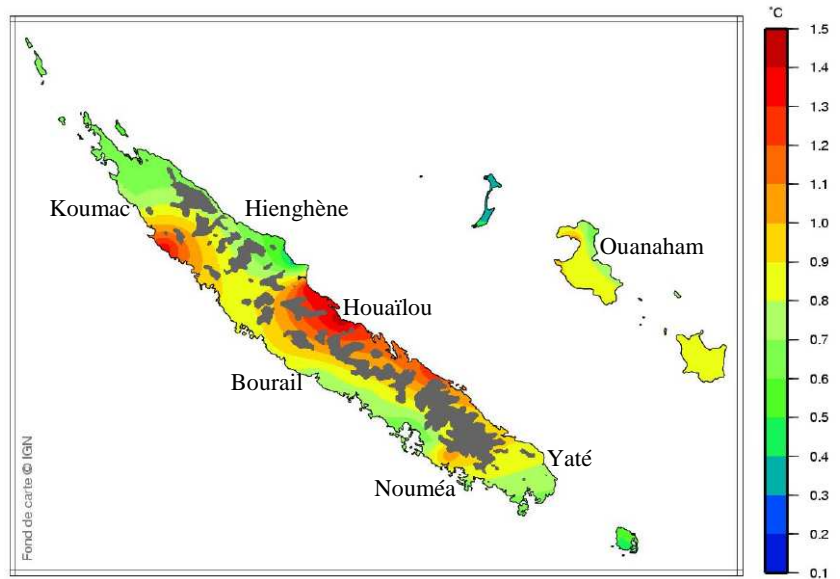 °C
1.5
1.4
1.3
1.2
1.1
1.0
0.9
0.8
0.7
0.6
0.5
0.4
0.3
0.2
0.1
Koumac
Hienghène
Ouanaham
Houaïlou
Bourail
Yaté
Nouméa
Fond de carte © IGN